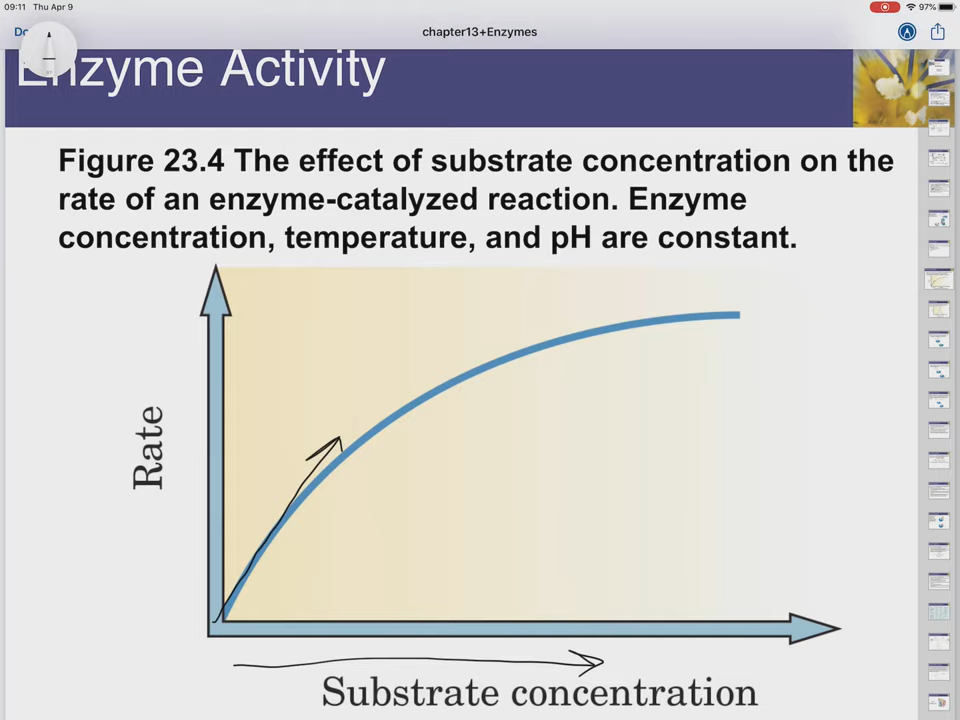 09:11 Thu Apr 9
97%
chapter13+Enzymes
Enzyme Activity
Figure 23.4 The effect of substrate concentration on the
rate of an enzyme-catalyzed reaction. Enzyme
concentration, temperature, and pH are constant.
Rate
Substrate concentration